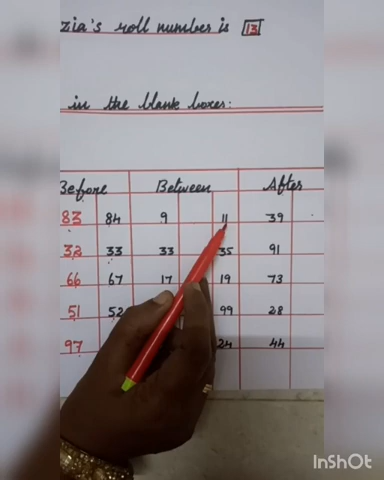 zia's roll number is 13
in the blank boxes:
Before Between After
83 84 9 11 39
32 33 33 35 91
66 67 17 19 73
51 52 99 28
97 24 44
InShOt